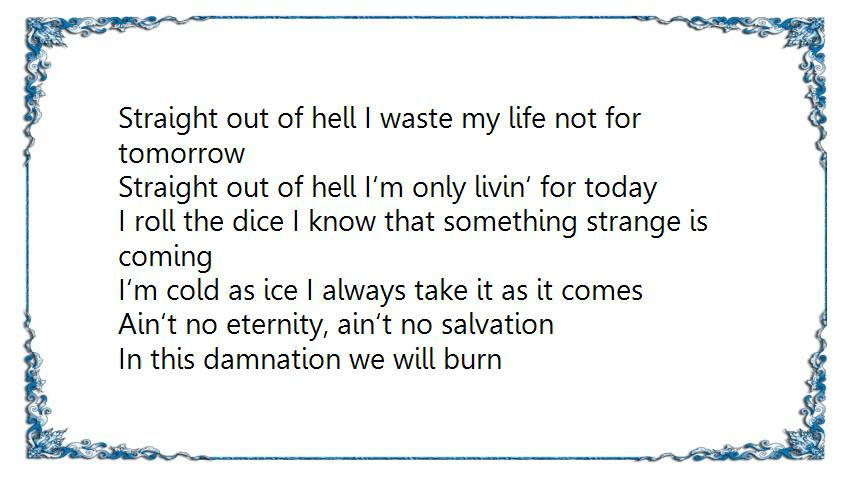 Straight out of hell I waste my life not for
tomorrow
Straight out of hell I’m only livin’ for today
I roll the dice I know that something strange is
coming
I’m cold as ice I always take it as it comes
Ain’t no eternity, ain’t no salvation
In this damnation we will burn